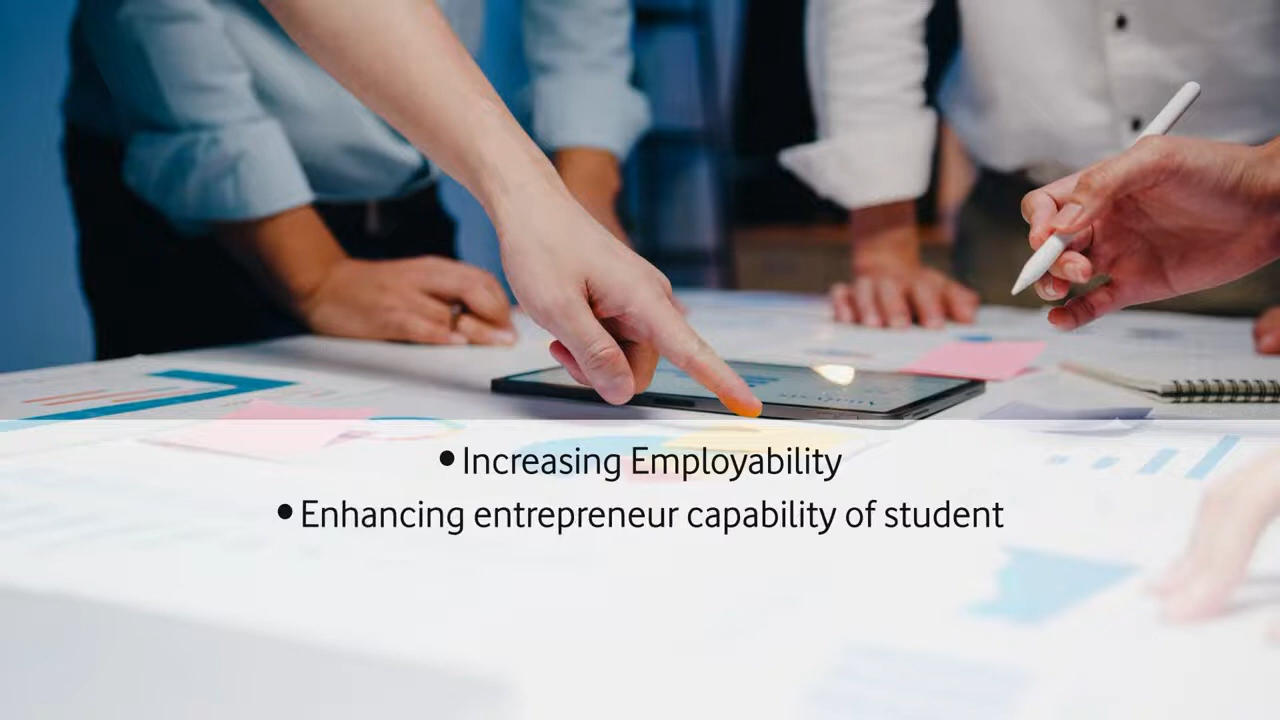 • Increasing Employability
• Enhancing entrepreneur capability of student